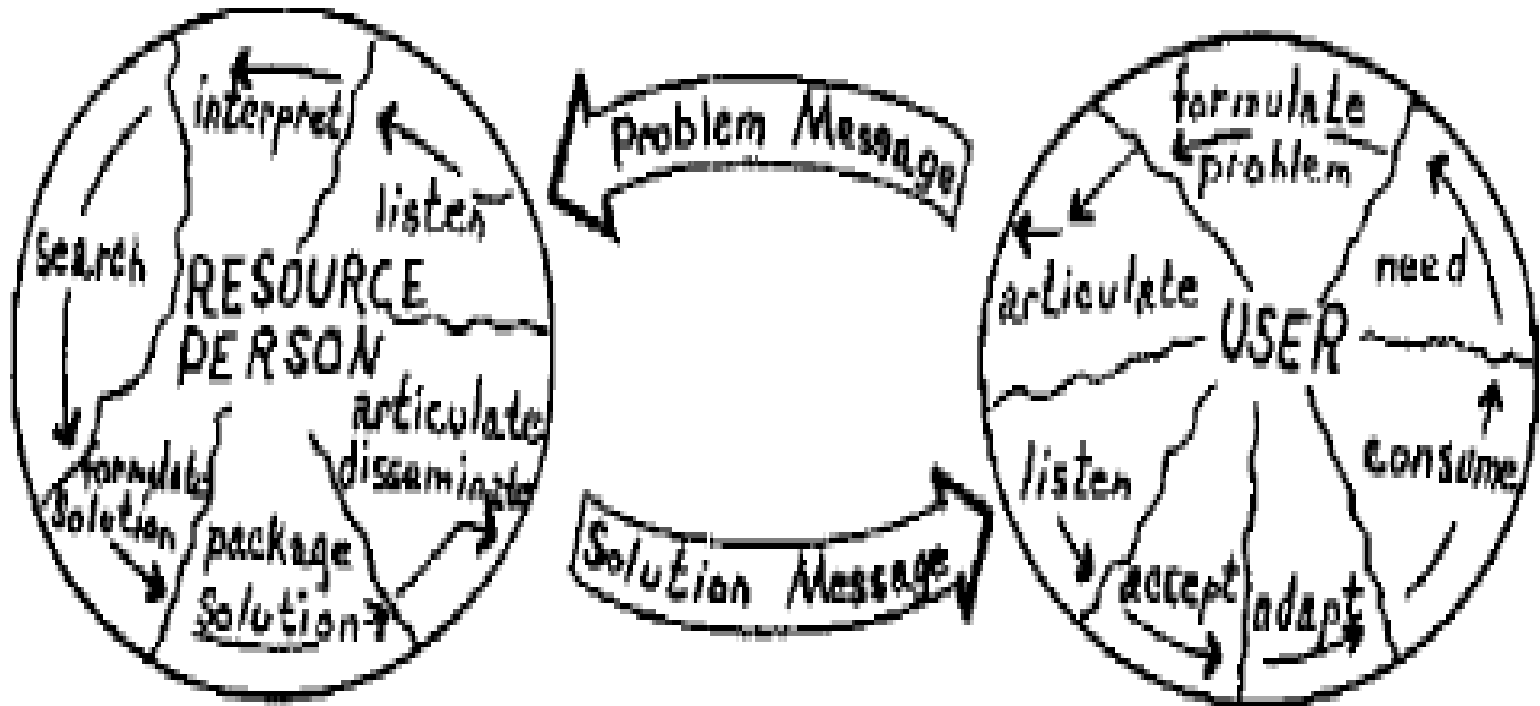 interpret
listen
search
RESOURCE
PERSON
articulate
dissaminate
formulate
solution
package
solution
Problem Message
Solution Message
formulate
problem
need
articulate
USER
listen
accept
adapt
consume